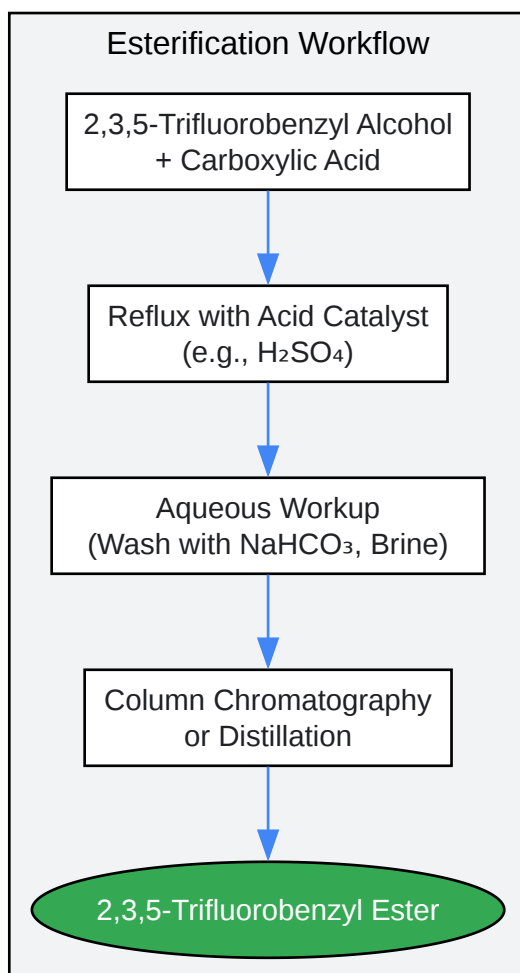 Esterification Workflow
2,3,5-Trifluorobenzyl Alcohol
+ Carboxylic Acid
Reflux with Acid Catalyst
(e.g., H₂SO₄)
Aqueous Workup
(Wash with NaHCO₃, Brine)
Column Chromatography
or Distillation
2,3,5-Trifluorobenzyl Ester